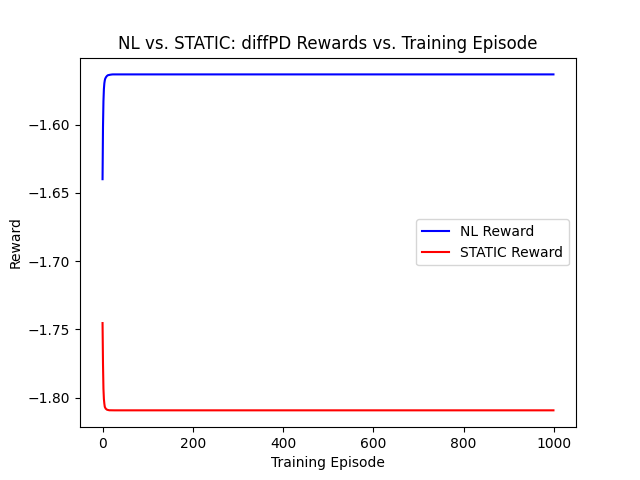 NL vs. STATIC: diffPD Rewards vs. Training Episode
Reward
−1.60
−1.65
−1.70
−1.75
−1.80
NL Reward
STATIC Reward
0
200
400
600
800
1000
Training Episode